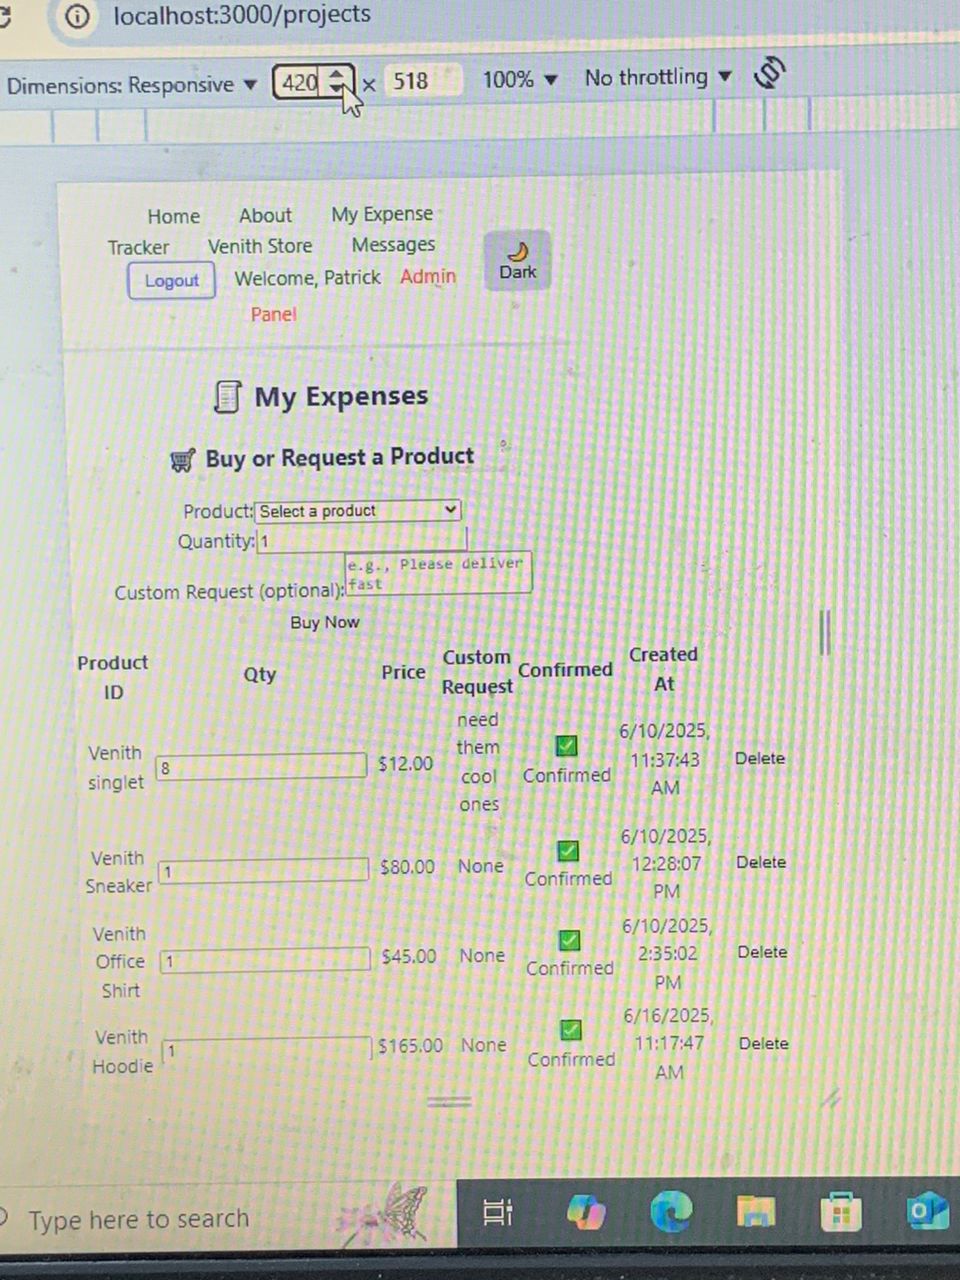 localhost:3000/projects
Dimensions: Responsive ▼ 420 × 518 100% ▼ No throttling ▼
Home About My Expense
Tracker Venith Store Messages
Logout Welcome, Patrick Admin
Panel
Dark
My Expenses
Buy or Request a Product
Product: Select a product
Quantity: 1
Custom Request (optional): e.g., Please deliver
fast
Buy Now
Product
ID
Qty
Price
Custom
Request
Confirmed
Created
At
Venith
singlet
8
$12.00
need
them
cool
ones
Confirmed
6/10/2025,
11:37:43
AM
Delete
Venith
Sneaker
1
$80.00
None
Confirmed
6/10/2025,
12:28:07
PM
Delete
Venith
Office
Shirt
1
$45.00
None
Confirmed
6/10/2025,
2:35:02
PM
Delete
Venith
Hoodie
1
$165.00
None
Confirmed
6/16/2025,
11:17:47
AM
Delete
Type here to search